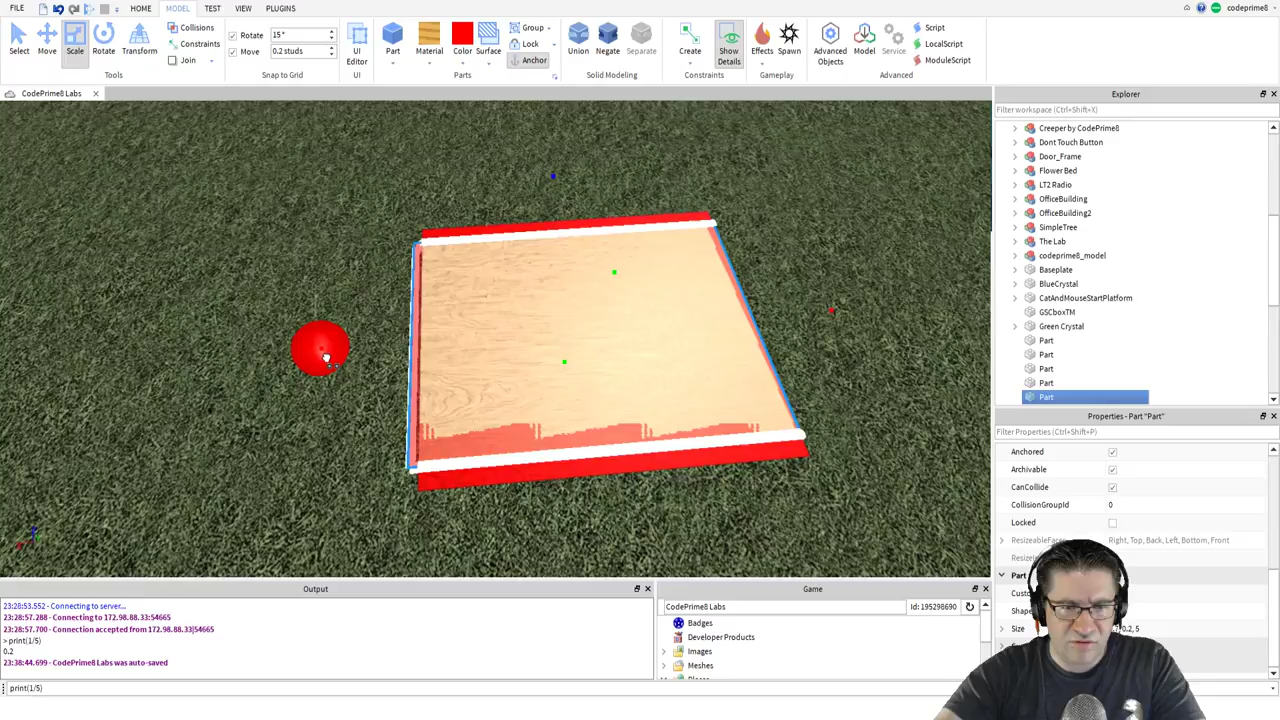 FILE HOME MODEL TEST VIEW PLUGINS codeprime8
Select Move Scale Rotate Transform
Collisions
Constraints
Join
Tools
Rotate 15°
Move 0.2 studs
Snap to Grid
UI Editor
UI
Part Material Color Surface
Group
Lock
Anchor
Parts
Union Negate Separate
Solid Modeling
Create Show Details
Constraints
Effects Spawn
Gameplay
Advanced Objects Model Service
Script
LocalScript
ModuleScript
Advanced
CodePrime8 Labs
Explorer
Filter workspace (Ctrl+Shift+X)
Creeper by CodePrime8
Dont Touch Button
Door_Frame
Flower Bed
LT2 Radio
OfficeBuilding
OfficeBuilding2
SimpleTree
The Lab
codeprime8_model
Baseplate
BlueCrystal
CatAndMouseStartPlatform
GSCboxTM
Green Crystal
Part
Part
Part
Part
Part
Properties - Part "Part"
Filter Properties (Ctrl+Shift+P)
Anchored
Archivable
CanCollide
CollisionGroupId 0
Locked
ResizeableFaces Right, Top, Back, Left, Bottom, Front
Part
Size 0.2, 5
Output
23:28:53.552 - Connecting to server...
23:28:57.288 - Connecting to 172.98.88.33:54665
23:28:57.700 - Connection accepted from 172.98.88.33|54665
> print(1/5)
0.2
23:38:44.699 - CodePrime8 Labs was auto-saved
Game
CodePrime8 Labs Id: 195298690
Badges
Developer Products
Images
Meshes
print(1/5)